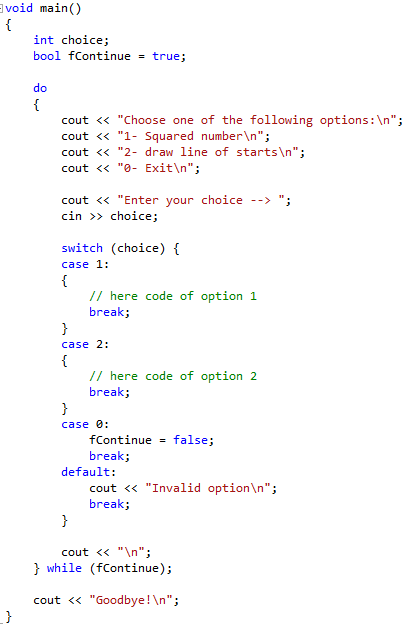 void main()
{
    int choice;
    bool fContinue = true;

    do
    {
        cout << "Choose one of the following options:\n";
        cout << "1- Squared number\n";
        cout << "2- draw line of starts\n";
        cout << "0- Exit\n";

        cout << "Enter your choice --> ";
        cin >> choice;

        switch (choice) {
        case 1:
        {
            // here code of option 1
            break;
        }
        case 2:
        {
            // here code of option 2
            break;
        }
        case 0:
            fContinue = false;
            break;
        default:
            cout << "Invalid option\n";
            break;
        }

        cout << "\n";
    } while (fContinue);

    cout << "Goodbye!\n";
}